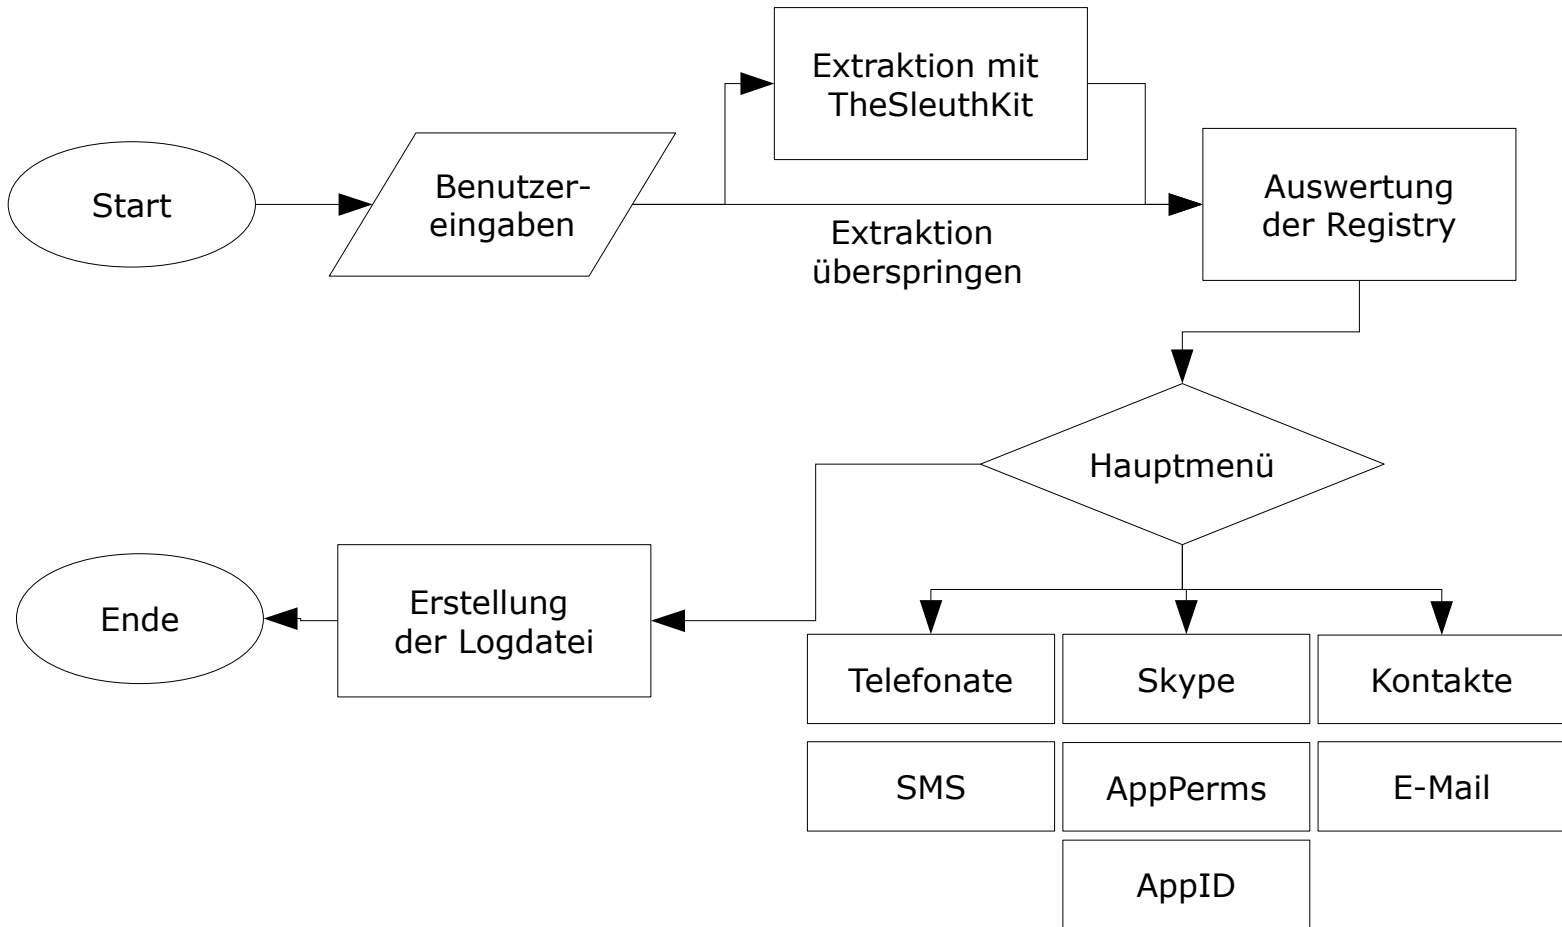 Extraktion mit
TheSleuthKit
Start
Benutzer-
eingaben
Extraktion
überspringen
Auswertung
der Registry
Hauptmenü
Ende
Erstellung
der Logdatei
Telefonate
Skype
Kontakte
SMS
AppPerms
E-Mail
AppID